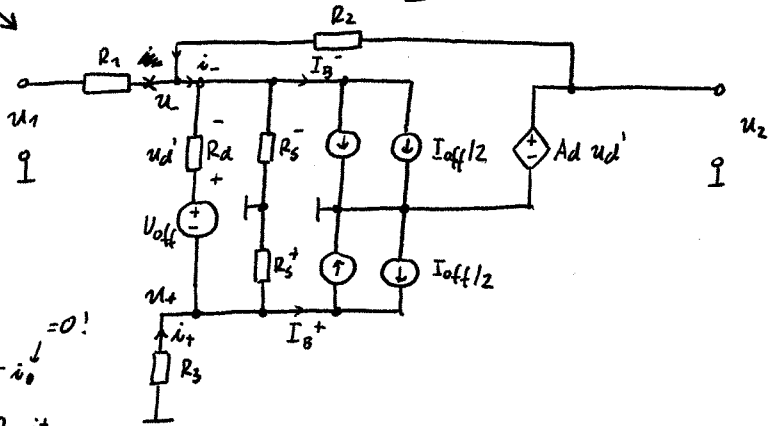 R2
R1
i-
IB-
u-
u1
ud'
-
Rd
+
Rs-
Ioff/2
+
-
Ad ud'
u2
Uoff
+
-
Rs+
Ioff/2
u+
i+
IB+
R3
=0!
- i0